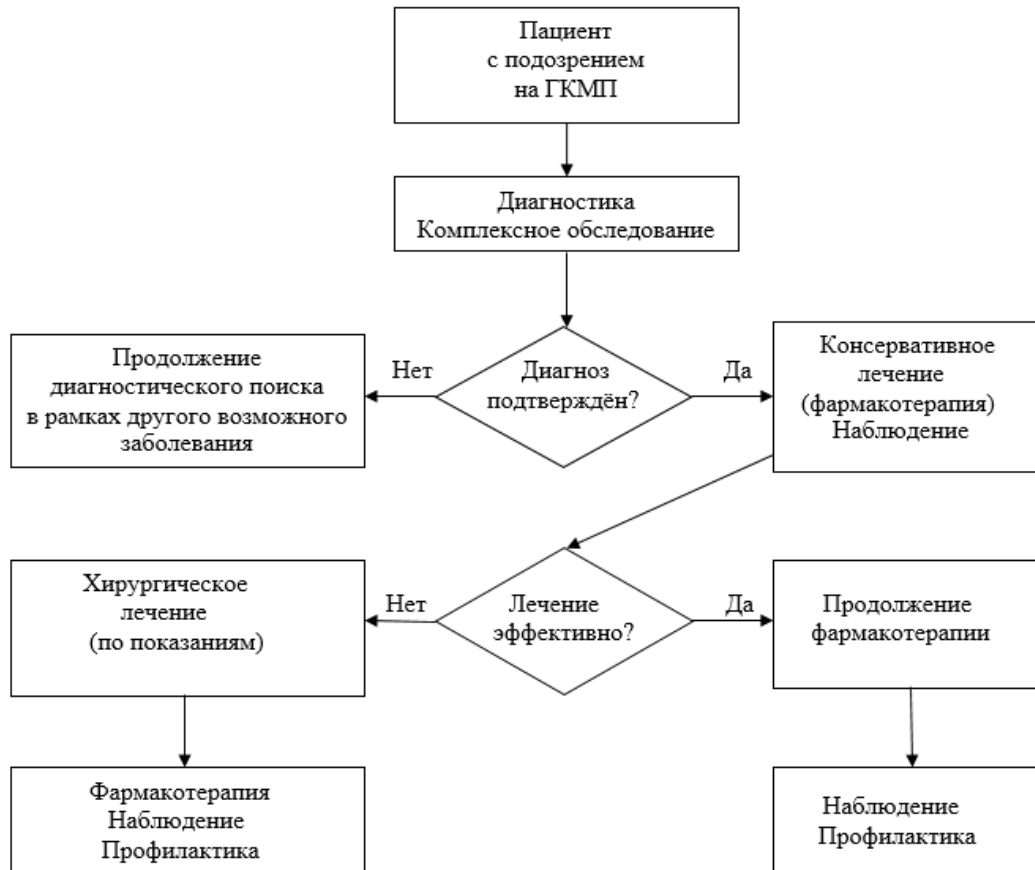 Пациент
с подозрением
на ГКМП
Диагностика
Комплексное обследование
Продолжение
диагностического поиска
в рамках другого возможного
заболевания
Нет
Диагноз
подтверждён?
Да
Консервативное
лечение
(фармакотерапия)
Наблюдение
Хирургическое
лечение
(по показаниям)
Нет
Лечение
эффективно?
Да
Продолжение
фармакотерапии
Фармакотерапия
Наблюдение
Профилактика
Наблюдение
Профилактика